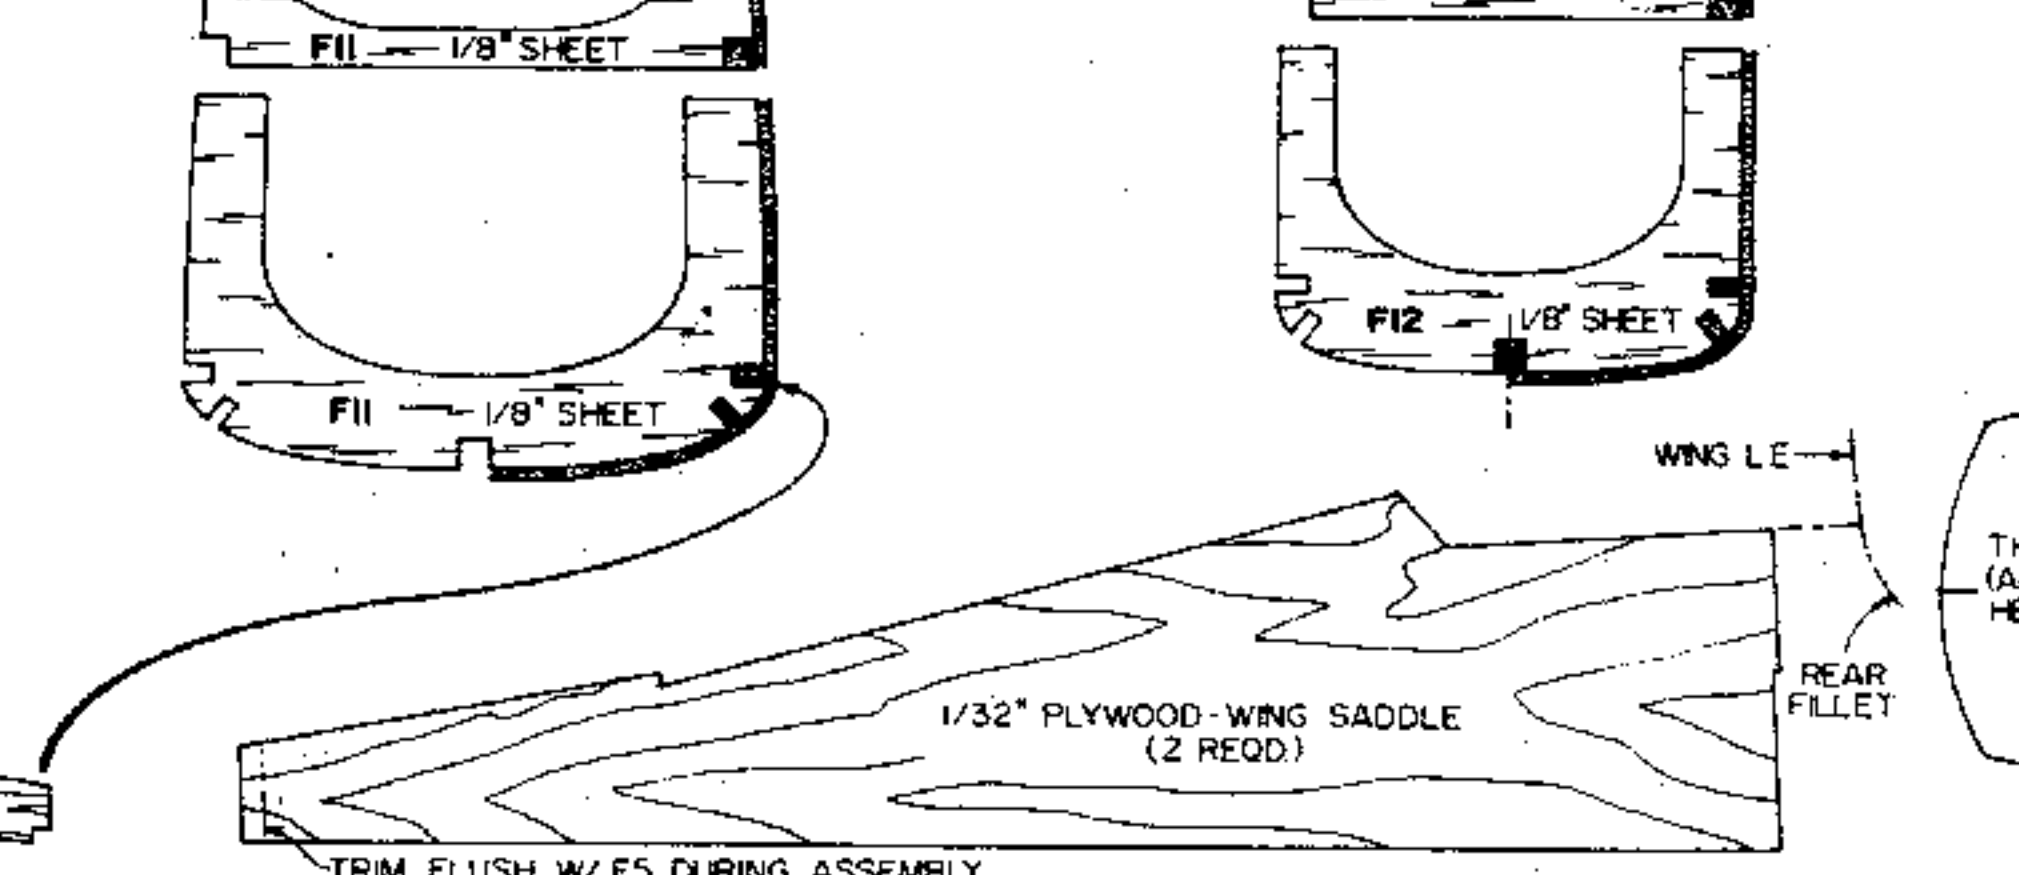 F11 1/8" SHEET
F11 1/8" SHEET
F12 1/8" SHEET
WING L E
1/32" PLYWOOD-WING SADDLE
(2 REQD.)
REAR
FILLET
TRIM FLUSH W/ F5 DURING ASSEMBLY